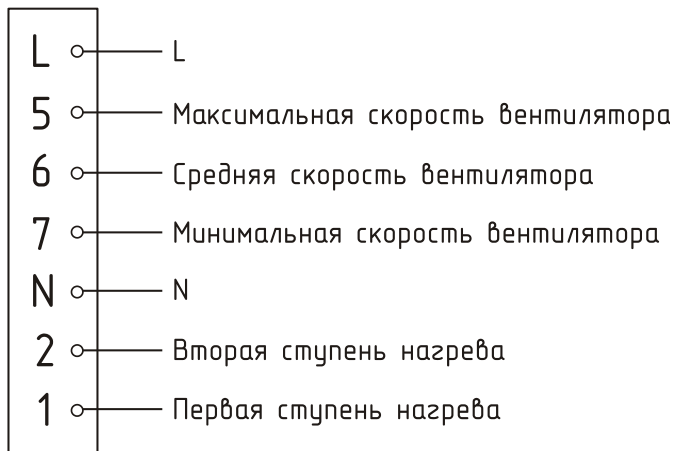 L L
5 Максимальная скорость вентилятора
6 Средняя скорость вентилятора
7 Минимальная скорость вентилятора
N N
2 Вторая ступень нагрева
1 Первая ступень нагрева